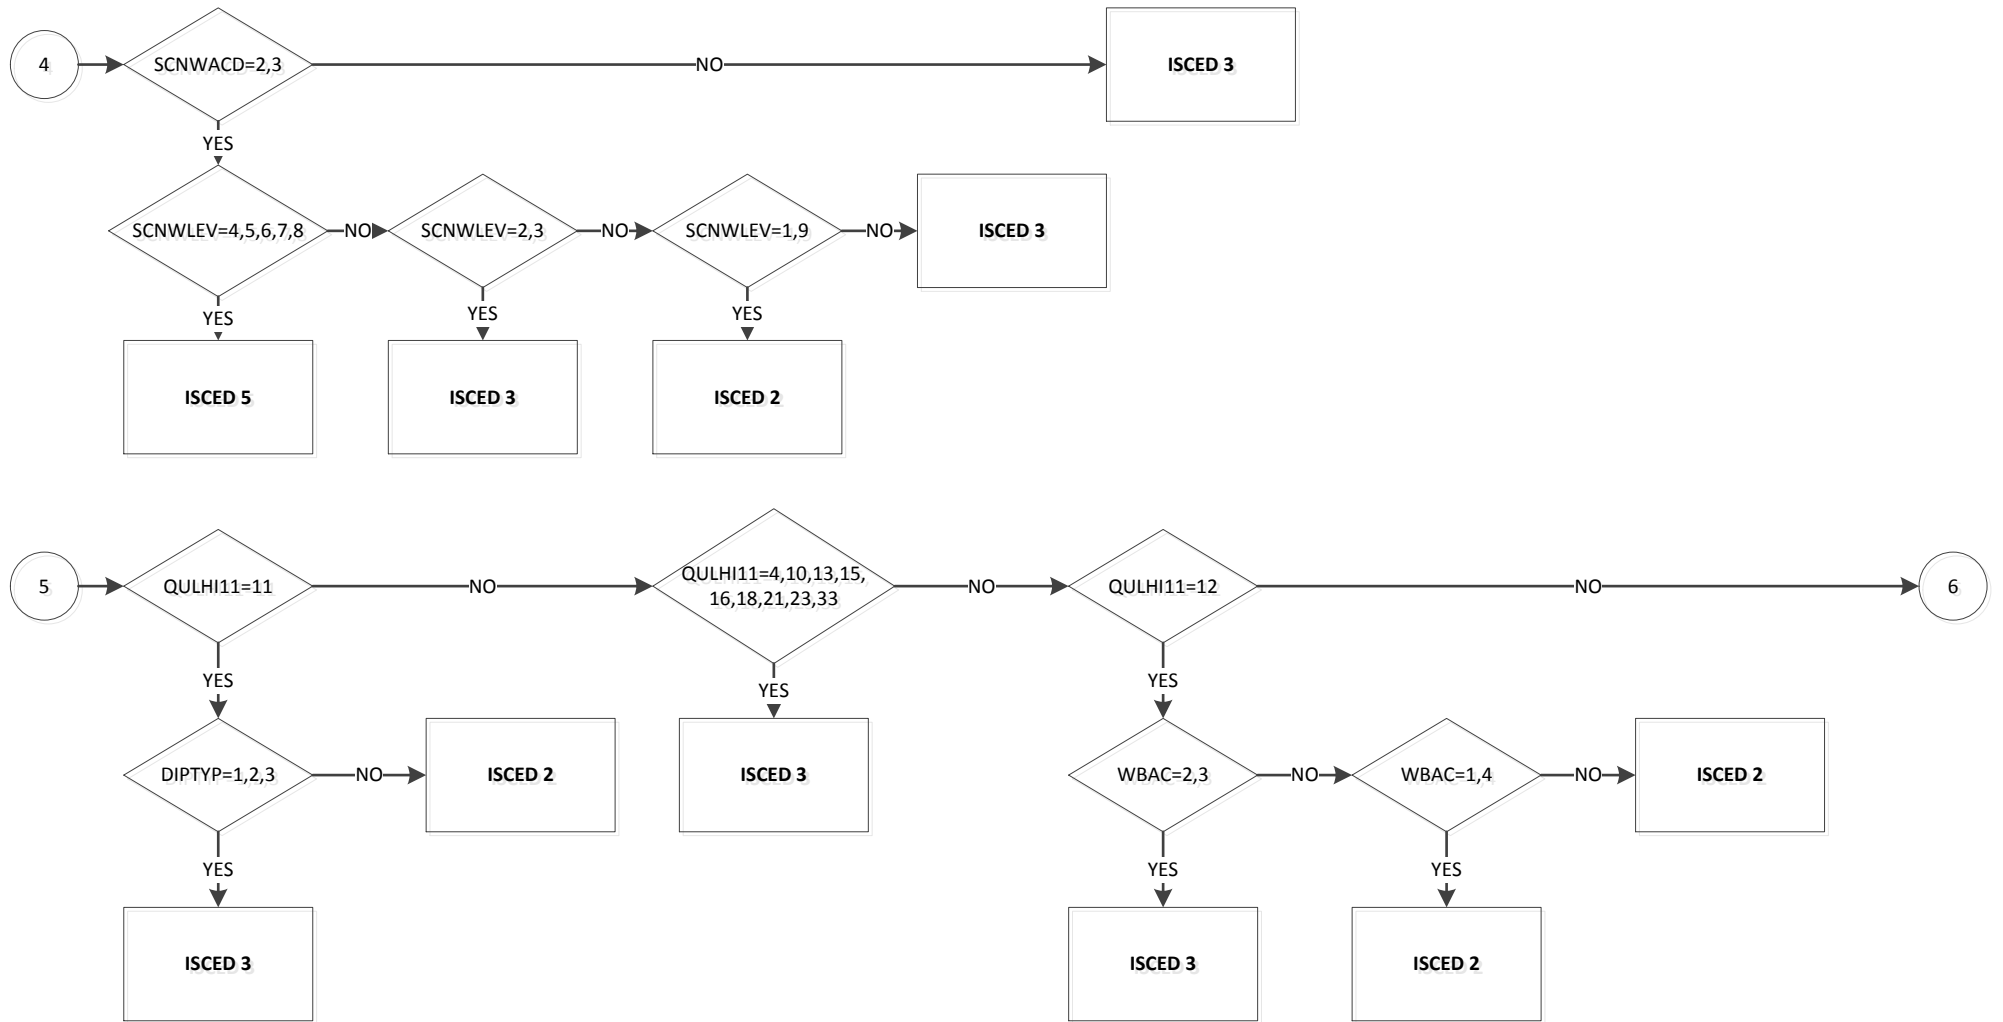 4
SCNWACD=2,3
NO
ISCED 3
YES
SCNWLEV=4,5,6,7,8
NO
SCNWLEV=2,3
NO
SCNWLEV=1,9
NO
ISCED 3
YES
YES
YES
ISCED 5
ISCED 3
ISCED 2
5
QULHI11=11
NO
QULHI11=4,10,13,15,
16,18,21,23,33
NO
QULHI11=12
NO
6
YES
YES
YES
DIPTYP=1,2,3
NO
ISCED 2
ISCED 3
WBAC=2,3
NO
WBAC=1,4
NO
ISCED 2
YES
YES
YES
ISCED 3
ISCED 3
ISCED 2